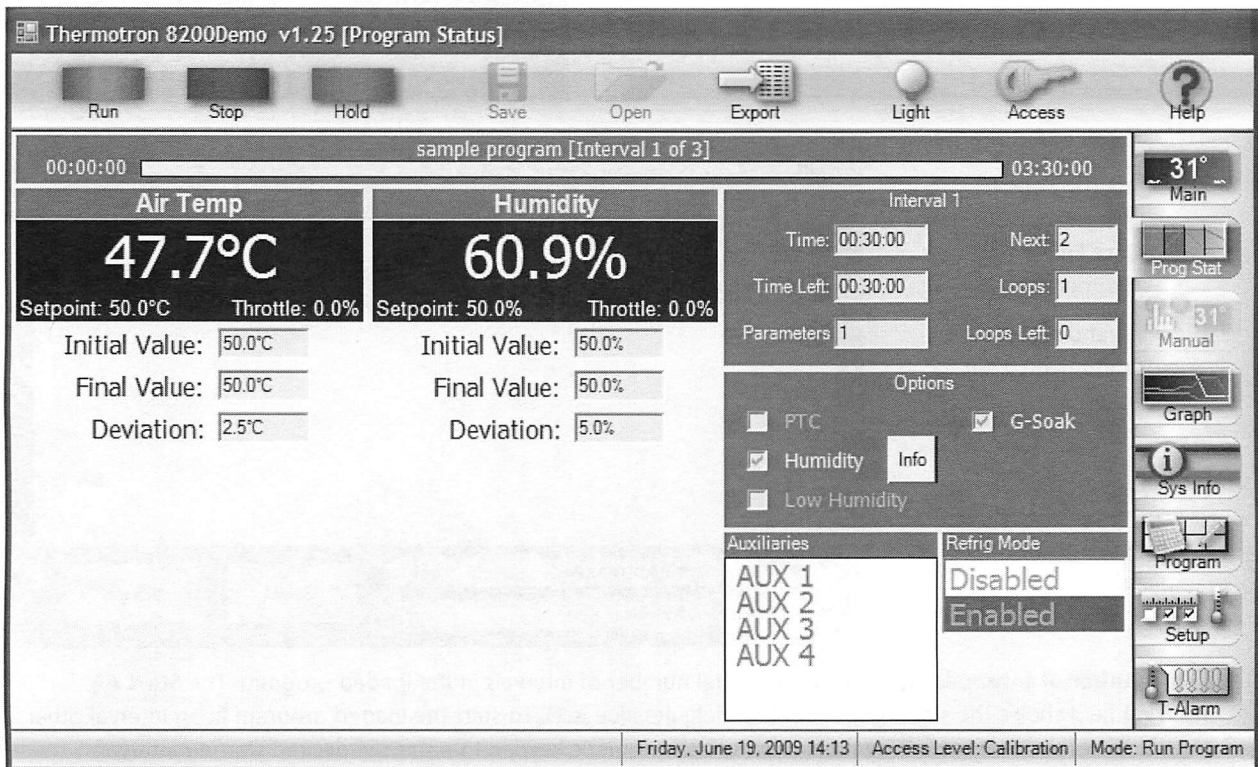 Thermotron 8200Demo v1.25 [Program Status]
Run Stop Hold Save Open Export Light Access Help
sample program [Interval 1 of 3]
00:00:00 03:30:00
Air Temp
47.7°C
Setpoint: 50.0°C Throttle: 0.0%
Initial Value: 50.0°C
Final Value: 50.0°C
Deviation: 2.5°C
Humidity
60.9%
Setpoint: 50.0% Throttle: 0.0%
Initial Value: 50.0%
Final Value: 50.0%
Deviation: 5.0%
Interval 1
Time: 00:30:00 Next: 2
Time Left: 00:30:00 Loops: 1
Parameters 1 Loops Left: 0
Options
PTC G-Soak
Humidity Info
Low Humidity
Auxiliaries
AUX 1
AUX 2
AUX 3
AUX 4
Refrig Mode
Disabled
Enabled
31°
Main
Prog Stat
31°
Manual
Graph
Sys Info
Program
Setup
T-Alarm
Friday, June 19, 2009 14:13 Access Level: Calibration Mode: Run Program